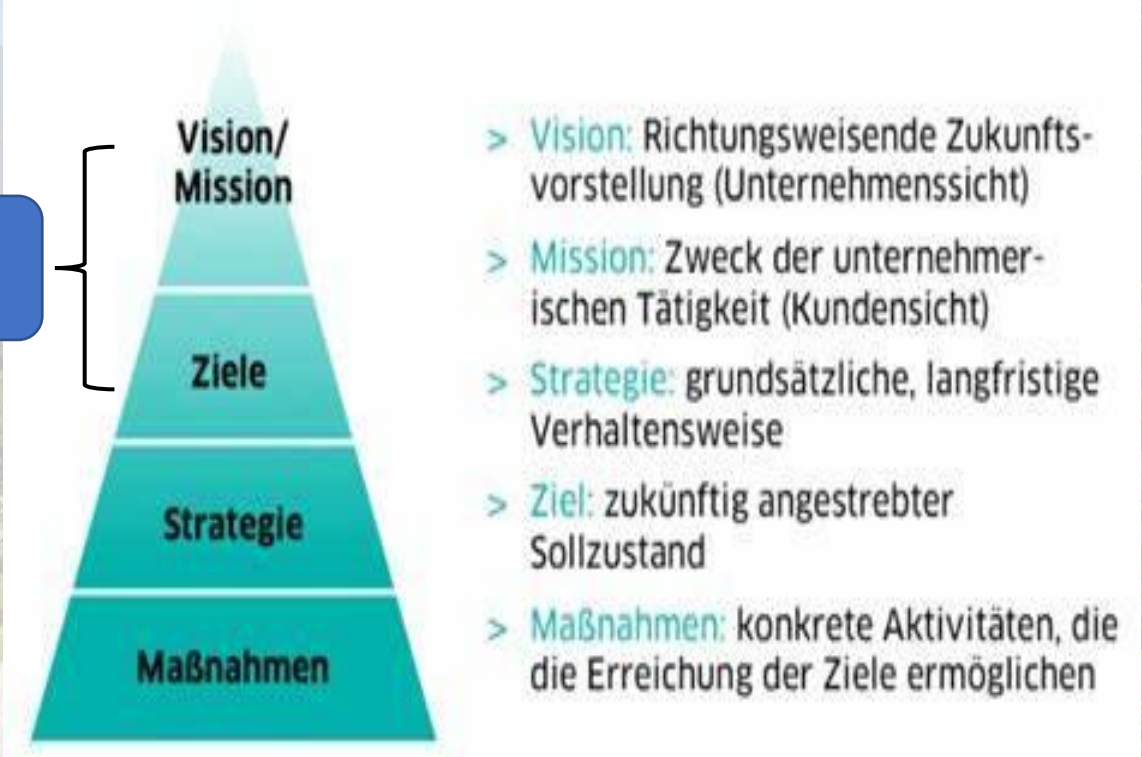 Vision/
Mission
Ziele
Strategie
Maßnahmen
> Vision: Richtungsweisende Zukunfts-
vorstellung (Unternehmenssicht)
> Mission: Zweck der unternehmer-
ischen Tätigkeit (Kundensicht)
> Strategie: grundsätzliche, langfristige
Verhaltensweise
> Ziel: zukünftig angestrebter
Sollzustand
> Maßnahmen: konkrete Aktivitäten, die
die Erreichung der Ziele ermöglichen